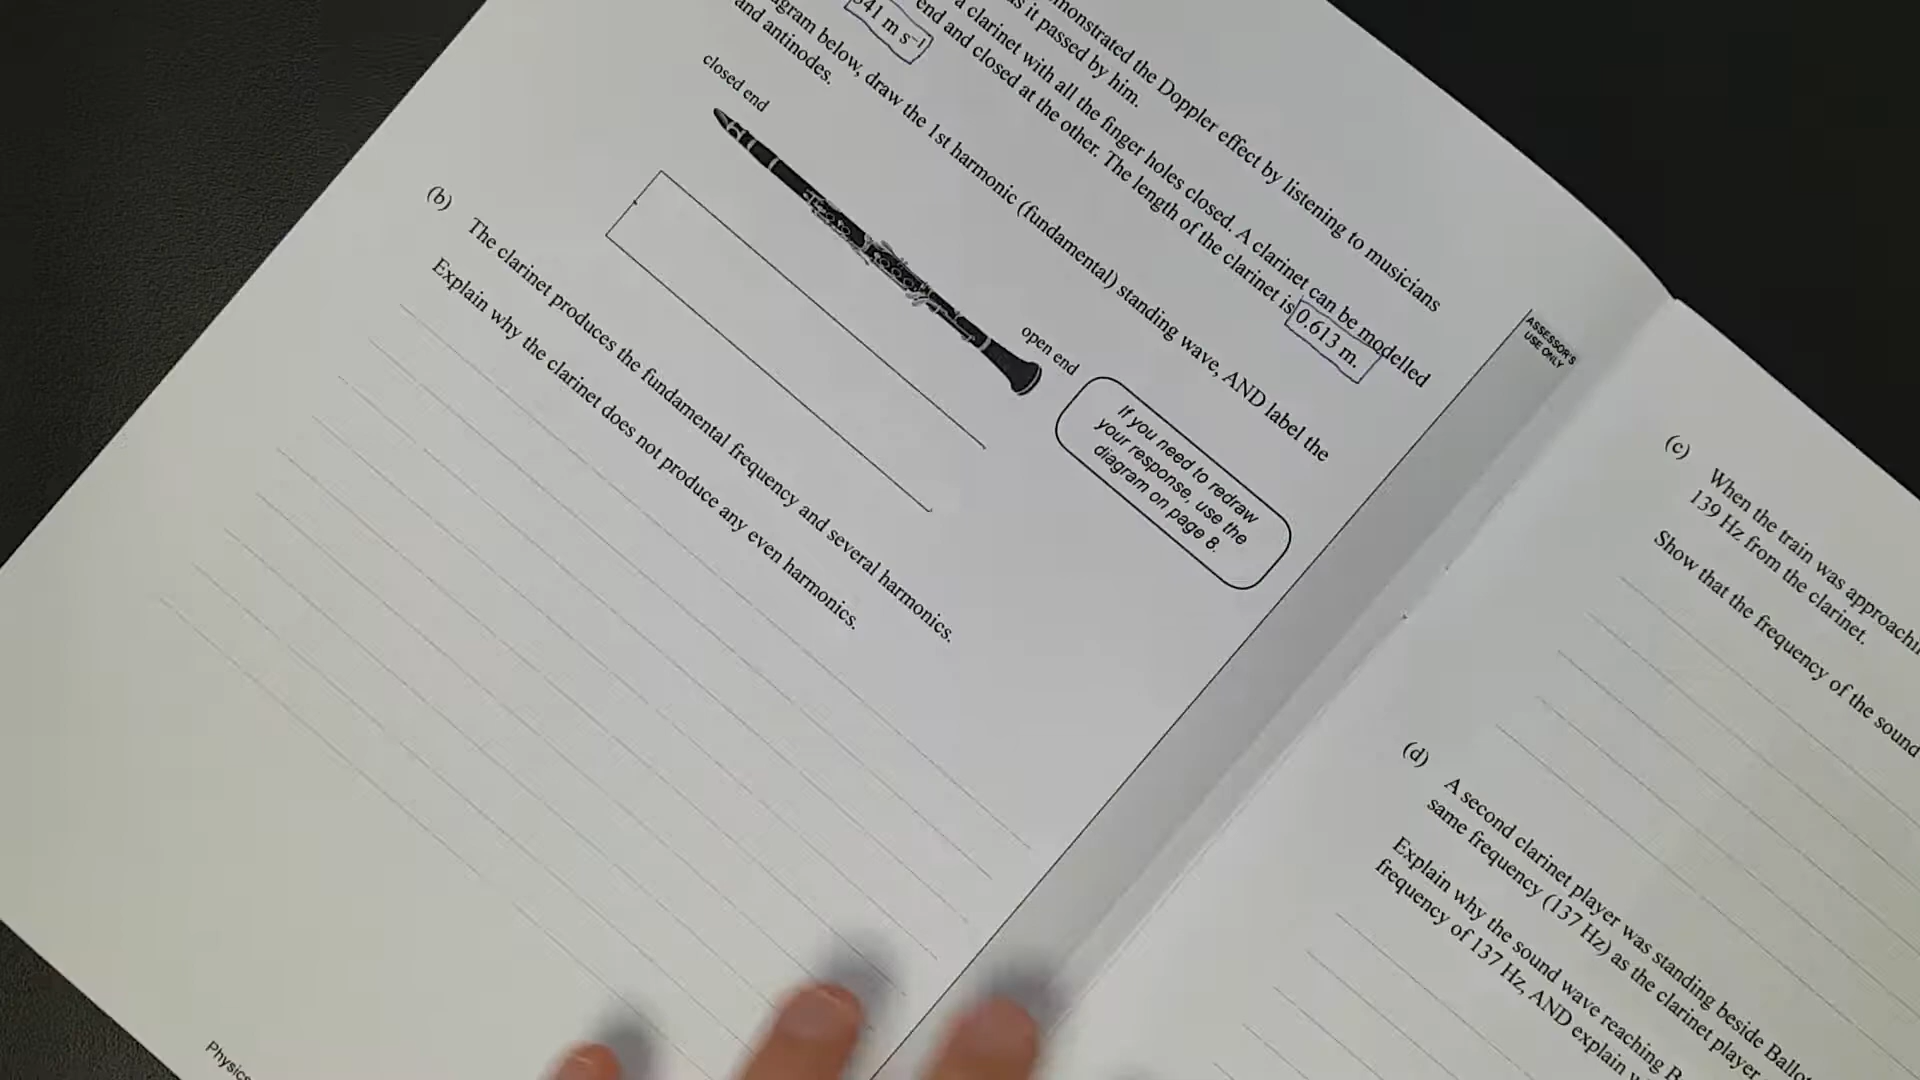 monstrated the Doppler effect by listening to musicians
as it passed by him.
a clarinet with all the finger holes closed. A clarinet can be modelled
end and closed at the other. The length of the clarinet is 0.613 m.
341 m s⁻¹
agram below, draw the 1st harmonic (fundamental) standing wave, AND label the
and antinodes.
closed end
open end
If you need to redraw
your response, use the
diagram on page 8.
(b) The clarinet produces the fundamental frequency and several harmonics.
Explain why the clarinet does not produce any even harmonics.
Physics
ASSESSOR'S
USE ONLY
(c) When the train was approachi
139 Hz from the clarinet.
Show that the frequency of the sound
(d) A second clarinet player was standing beside Ballo
same frequency (137 Hz) as the clarinet player
Explain why the sound wave reaching B
frequency of 137 Hz, AND explain w